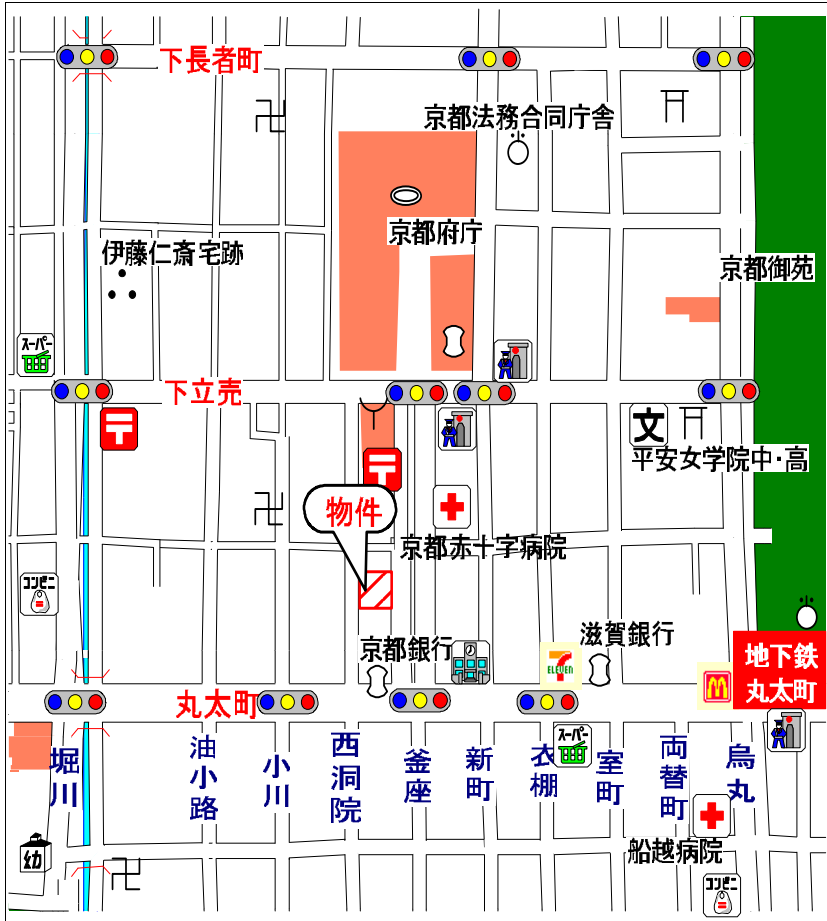 下長者町
京都法務合同庁舎
京都府庁
伊藤仁斎宅跡
京都御苑
スーパー
下立売
文
平安女学院中・高
物件
京都赤十字病院
コンビニ
京都銀行
滋賀銀行
7
ELEVEN
地下鉄
丸太町
丸太町
スーパー
堀川
油小路
小川
西洞院
釜座
新町
衣棚
室町
両替町
烏丸
船越病院
幼
コンビニ